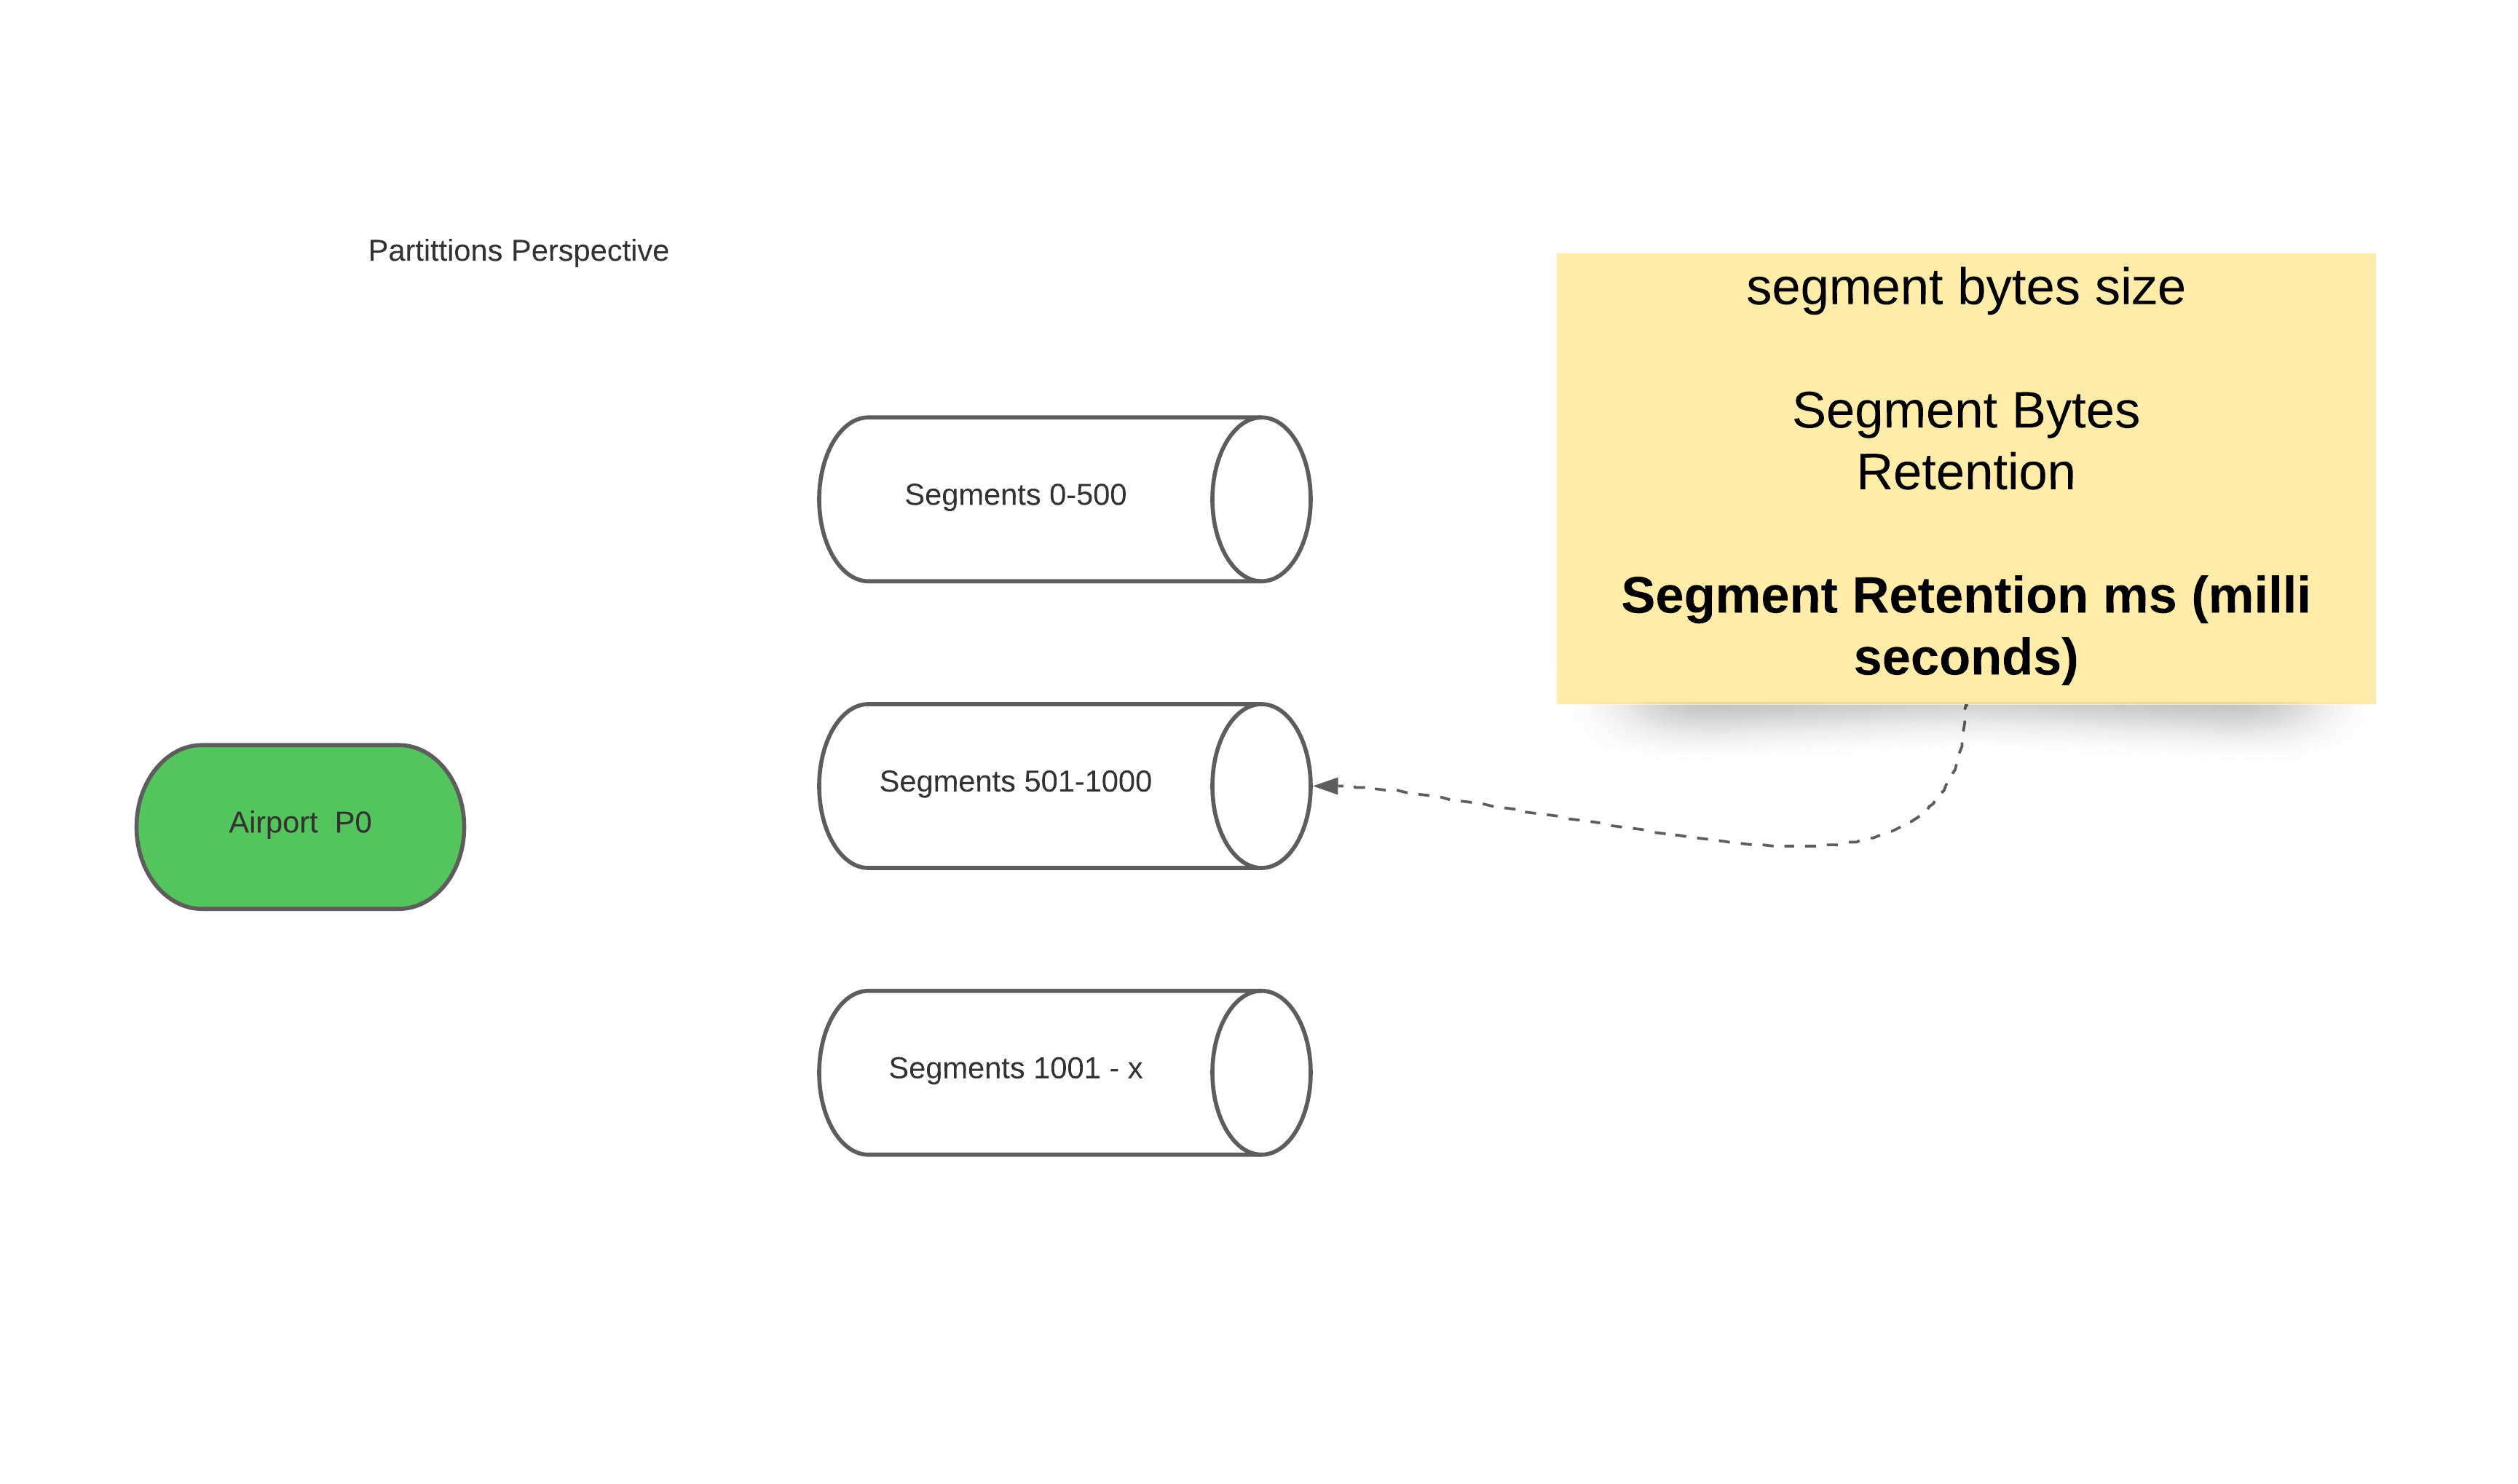 Partittions Perspective
segment bytes size
Segment Bytes
Retention
Segment Retention ms (milli
seconds)
Segments 0-500
Segments 501-1000
Airport  P0
Segments 1001 - x